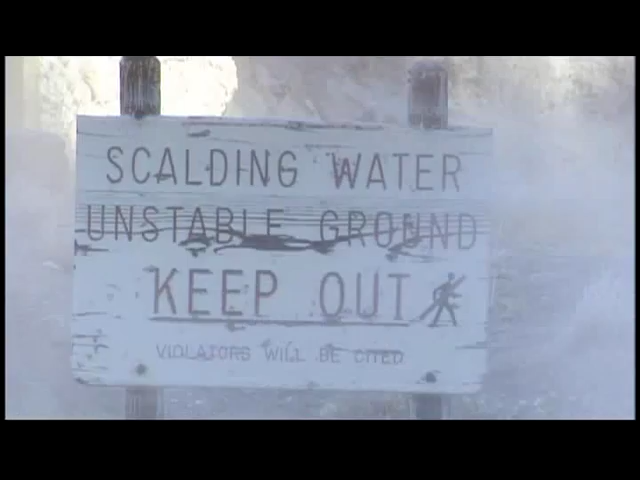 SCALDING WATER
UNSTABLE GROUND
KEEP OUT
VIOLATORS WILL BE CITED